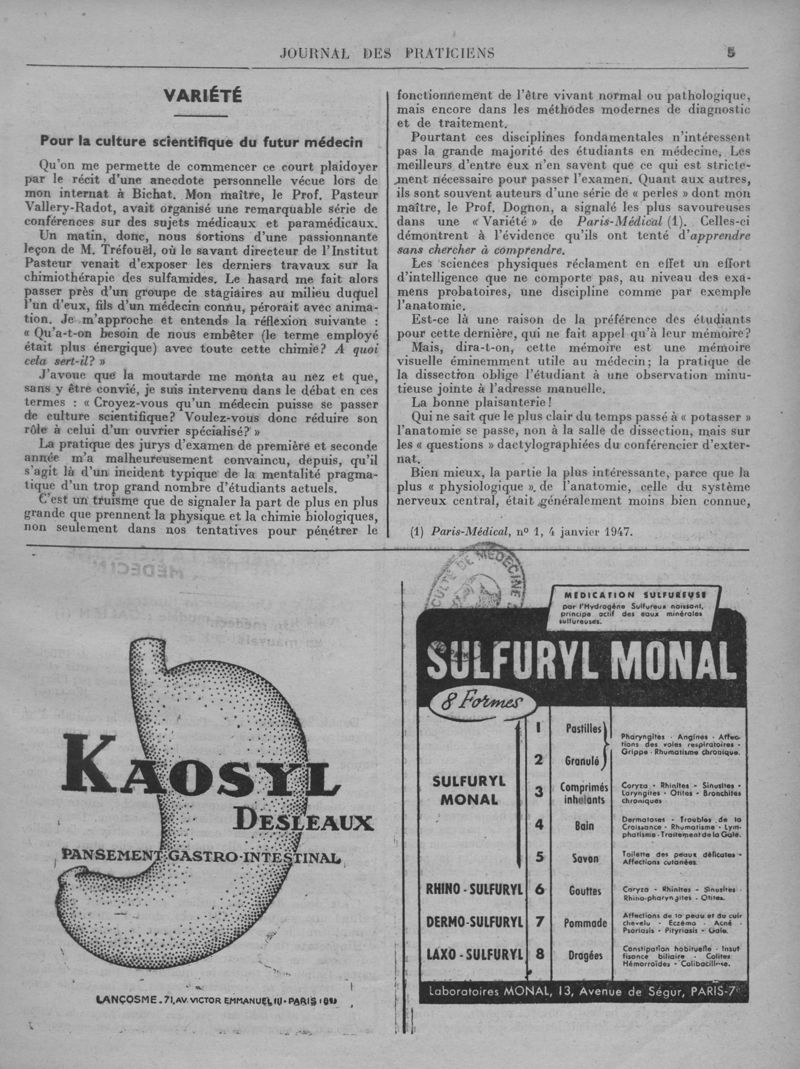 JOURNAL DES PRATICIENS
5
VARIÉTÉ
Pour la culture scientifique du futur médecin
Qu'on me permette de commencer ce court plaidoyer
par le récit d'une anecdote personnelle vécue lors de
mon internat à Bichat. Mon maître, le Prof. Pasteur
Vallery-Radot, avait organisé une remarquable série de
conférences sur des sujets médicaux et paramédicaux.
Un matin, donc, nous sortions d'une passionnante
leçon de M. Tréfouël, où le savant directeur de l'Institut
Pasteur venait d'exposer les derniers travaux sur la
chimiothérapie des sulfamides. Le hasard me fait alors
passer près d'un groupe de stagiaires au milieu duquel
l'un d'eux, fils d'un médecin connu, pérorait avec anima-
tion. Je m'approche et entends la réflexion suivante :
« Qu'a-t-on besoin de nous embêter (le terme employé
était plus énergique) avec toute cette chimie? A quoi
cela sert-il? »
J'avoue que la moutarde me monta au nez et que,
sans y être convié, je suis intervenu dans le débat en ces
termes : « Croyez-vous qu'un médecin puisse se passer
de culture scientifique? Voulez-vous donc réduire son
rôle à celui d'un ouvrier spécialisé? »
La pratique des jurys d'examen de première et seconde
année m'a malheureusement convaincu, depuis, qu'il
s'agit là d'un incident typique de la mentalité pragma-
tique d'un trop grand nombre d'étudiants actuels.
C'est un truisme que de signaler la part de plus en plus
grande que prennent la physique et la chimie biologiques,
non seulement dans nos tentatives pour pénétrer le
fonctionnement de l'être vivant normal ou pathologique,
mais encore dans les méthodes modernes de diagnostic
et de traitement.
Pourtant ces disciplines fondamentales n'intéressent
pas la grande majorité des étudiants en médecine. Les
meilleurs d'entre eux n'en savent que ce qui est stricte-
ment nécessaire pour passer l'examen. Quant aux autres,
ils sont souvent auteurs d'une série de « perles » dont mon
maître, le Prof. Dognon, a signalé les plus savoureuses
dans une « Variété » de Paris-Médical (1). Celles-ci
démontrent à l'évidence qu'ils ont tenté d'apprendre
sans chercher à comprendre.
Les sciences physiques réclament en effet un effort
d'intelligence que ne comporte pas, au niveau des exa-
mens probatoires, une discipline comme par exemple
l'anatomie.
Est-ce là une raison de la préférence des étudiants
pour cette dernière, qui ne fait appel qu'à leur mémoire?
Mais, dira-t-on, cette mémoire est une mémoire
visuelle éminemment utile au médecin; la pratique de
la dissection oblige l'étudiant à une observation minu-
tieuse jointe à l'adresse manuelle.
La bonne plaisanterie!
Qui ne sait que le plus clair du temps passé à « potasser »
l'anatomie se passe, non à la salle de dissection, mais sur
les « questions » dactylographiées du conférencier d'exter-
nat.
Bien mieux, la partie la plus intéressante, parce que la
plus « physiologique », de l'anatomie, celle du système
nerveux central, était généralement moins bien connue,
(1) Paris-Médical, nº 1, 4 janvier 1947.
KAOSYL
DESLEAUX
PANSEMENT GASTRO-INTESTINAL
LANÇOSME. 71, AV. VICTOR EMMANUEL III - PARIS
DE MÉDECINE
MEDICATION SULFUREUSE
par l'Hydrogène Sulfureux naissant,
principe actif des eaux minérales
sulfureuses.
SULFURYL MONAL
8 Formes
SULFURYL
MONAL
1 Pastilles
2 Granulé
Pharyngites - Angines - Affec-
tions des voies respiratoires -
Grippe - Rhumatisme chronique.
3 Comprimés
inhalants
Coryza - Rhinites - Sinusites -
Laryngites - Otites - Bronchites
chroniques
4 Bain
Dermatoses - Troubles de la
Croissance - Rhumatisme - Lym-
phatisme - Traitement de la Gale.
5 Savon
Toilette des peaux délicates -
Affections cutanées.
RHINO-SULFURYL 6 Gouttes
Coryza - Rhinites - Sinusites -
Rhino-pharyngites - Otites.
DERMO-SULFURYL 7 Pommade
Affections de la peau et du cuir
chevelu - Eczéma - Acné -
Psoriasis - Pityriasis - Gale.
LAXO-SULFURYL 8 Dragées
Constipation habituelle - Insuf
fisance biliaire - Colites
Hémorroïdes - Colibacillose.
Laboratoires MONAL, 13, Avenue de Ségur, PARIS-7e